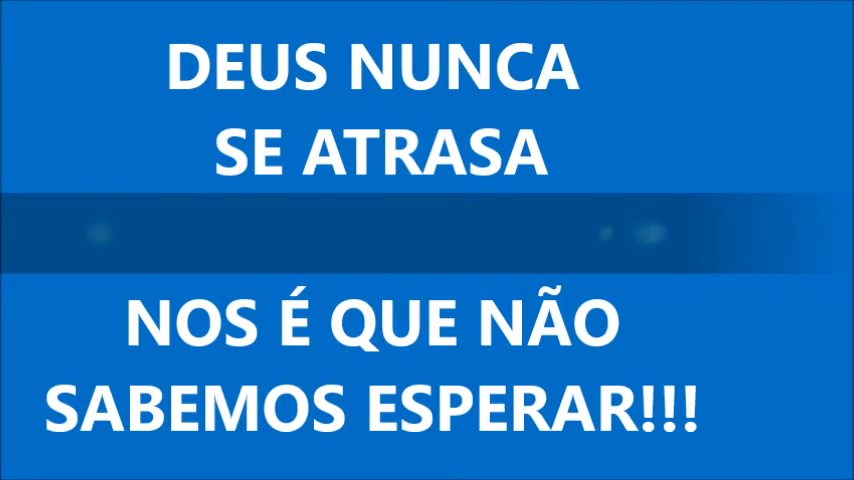 DEUS NUNCA
SE ATRASA
NOS É QUE NÃO
SABEMOS ESPERAR!!!